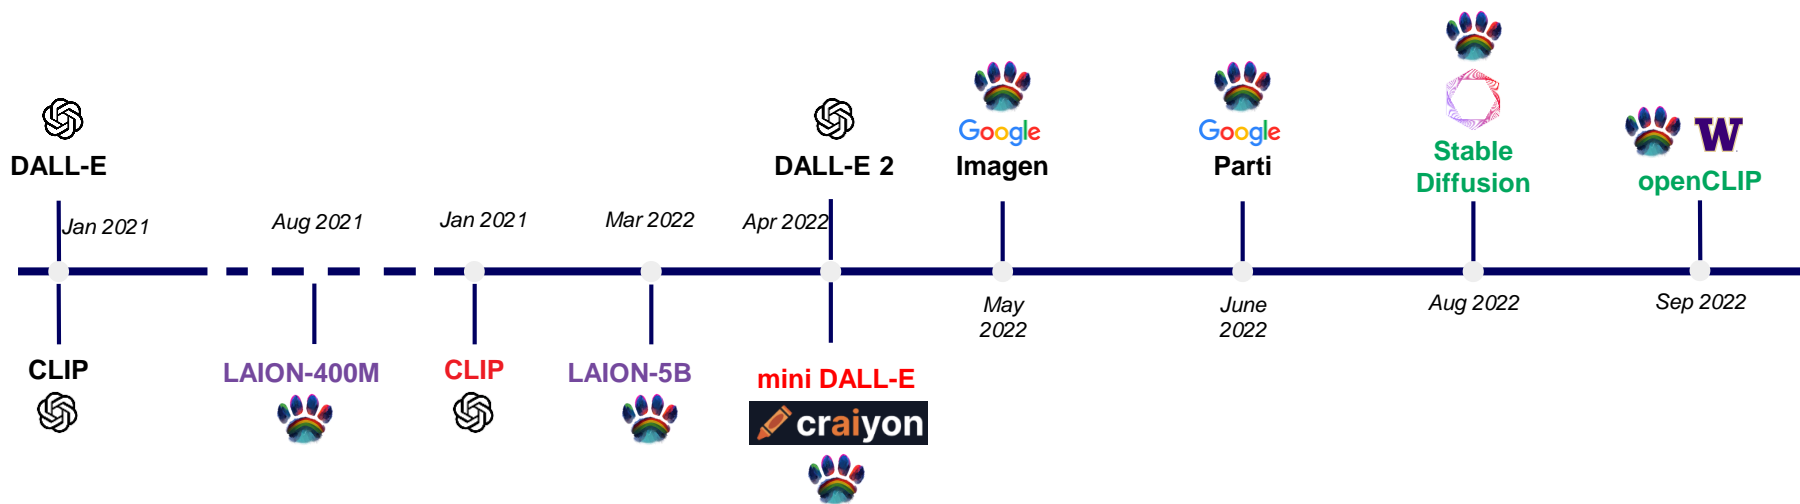 DALL-E
Jan 2021
CLIP
Aug 2021
LAION-400M
Jan 2021
CLIP
Mar 2022
LAION-5B
DALL-E 2
Apr 2022
mini DALL-E
craiyon
Google
Imagen
May
2022
Google
Parti
June
2022
Stable
Diffusion
Aug 2022
W
openCLIP
Sep 2022